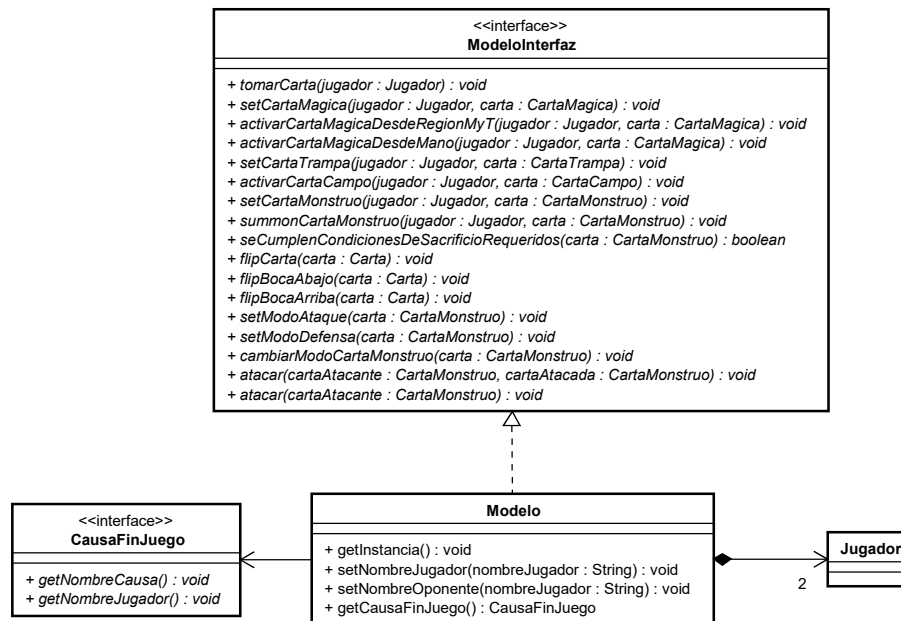 <<interface>>
ModeloInterfaz
+ tomarCarta(jugador : Jugador) : void
+ setCartaMagica(jugador : Jugador, carta : CartaMagica) : void
+ activarCartaMagicaDesdeRegionMyT(jugador : Jugador, carta : CartaMagica) : void
+ activarCartaMagicaDesdeMano(jugador : Jugador, carta : CartaMagica) : void
+ setCartaTrampa(jugador : Jugador, carta : CartaTrampa) : void
+ activarCartaCampo(jugador : Jugador, carta : CartaCampo) : void
+ setCartaMonstruo(jugador : Jugador, carta : CartaMonstruo) : void
+ summonCartaMonstruo(jugador : Jugador, carta : CartaMonstruo) : void
+ seCumplenCondicionesDeSacrificioRequeridos(carta : CartaMonstruo) : boolean
+ flipCarta(carta : Carta) : void
+ flipBocaAbajo(carta : Carta) : void
+ flipBocaArriba(carta : Carta) : void
+ setModoAtaque(carta : CartaMonstruo) : void
+ setModoDefensa(carta : CartaMonstruo) : void
+ cambiarModoCartaMonstruo(carta : CartaMonstruo) : void
+ atacar(cartaAtacante : CartaMonstruo, cartaAtacada : CartaMonstruo) : void
+ atacar(cartaAtacante : CartaMonstruo) : void
<<interface>>
CausaFinJuego
+ getNombreCausa() : void
+ getNombreJugador() : void
Modelo
+ getInstancia() : void
+ setNombreJugador(nombreJugador : String) : void
+ setNombreOponente(nombreJugador : String) : void
+ getCausaFinJuego() : CausaFinJuego
2
Jugador